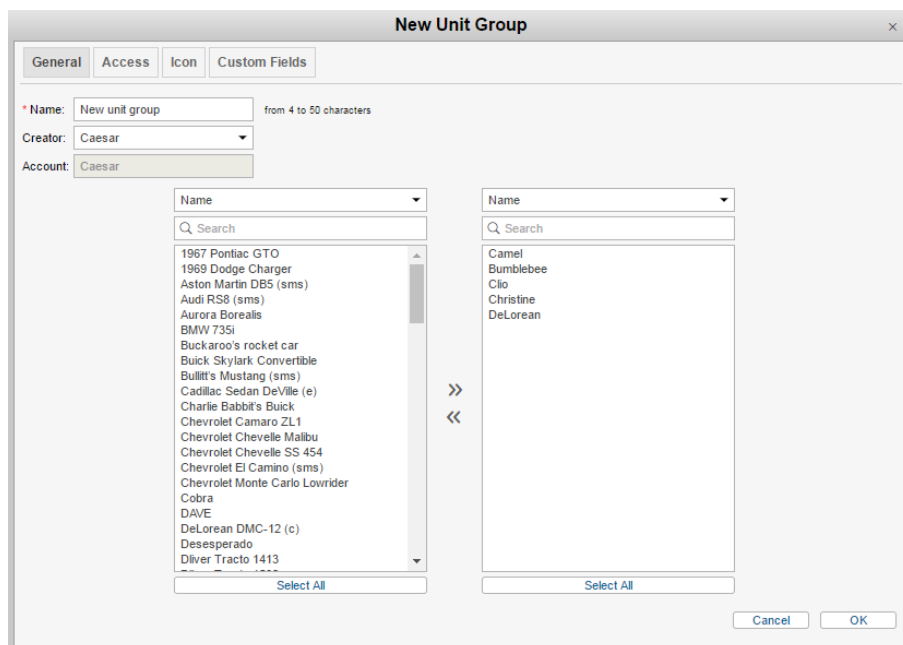 New Unit Group
General Access Icon Custom Fields
* Name: New unit group from 4 to 50 characters
Creator: Caesar
Account: Caesar
Name
Search
1967 Pontiac GTO
1969 Dodge Charger
Aston Martin DB5 (sms)
Audi RS8 (sms)
Aurora Borealis
BMW 735i
Buckaroo's rocket car
Buick Skylark Convertible
Bullitt's Mustang (sms)
Cadillac Sedan DeVille (e)
Charlie Babbit's Buick
Chevrolet Camaro ZL1
Chevrolet Chevelle Malibu
Chevrolet Chevelle SS 454
Chevrolet El Camino (sms)
Chevrolet Monte Carlo Lowrider
Cobra
DAVE
DeLorean DMC-12 (c)
Desesperado
Dliver Tracto 1413
Select All
Name
Search
Camel
Bumblebee
Clio
Christine
DeLorean
Select All
Cancel OK